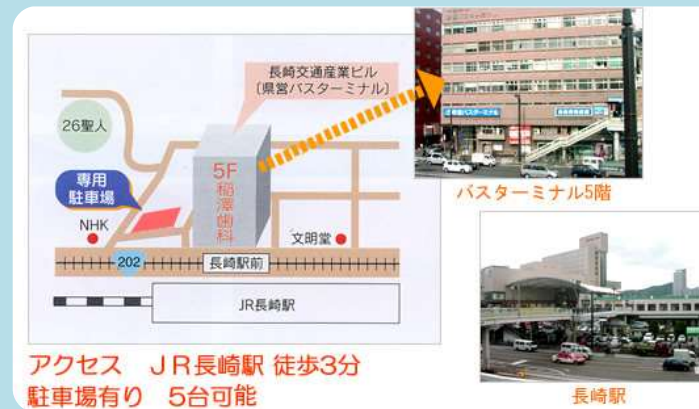 長崎交通産業ビル
〔県営バスターミナル〕
26聖人
5F
稲澤歯科
専用
駐車場
NHK
文明堂
202
長崎駅前
JR長崎駅
バスターミナル5階
長崎駅
アクセス　ＪＲ長崎駅 徒歩3分
駐車場有り　5台可能